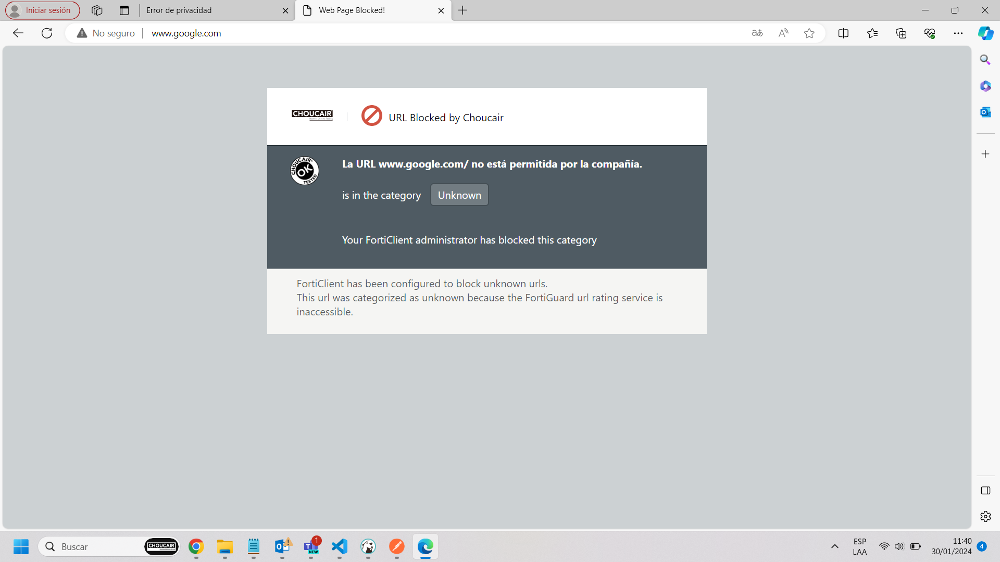 Iniciar sesión
Error de privacidad
Web Page Blocked!
No seguro
www.google.com
CHOUCAIR
URL Blocked by Choucair
CHOUCAIR
OK
TESTED
La URL www.google.com/ no está permitida por la compañía.
is in the category Unknown
Your FortiClient administrator has blocked this category
FortiClient has been configured to block unknown urls.
This url was categorized as unknown because the FortiGuard url rating service is
inaccessible.
Buscar
CHOUCAIR
1
NEW
ESP
LAA
11:40
30/01/2024
4